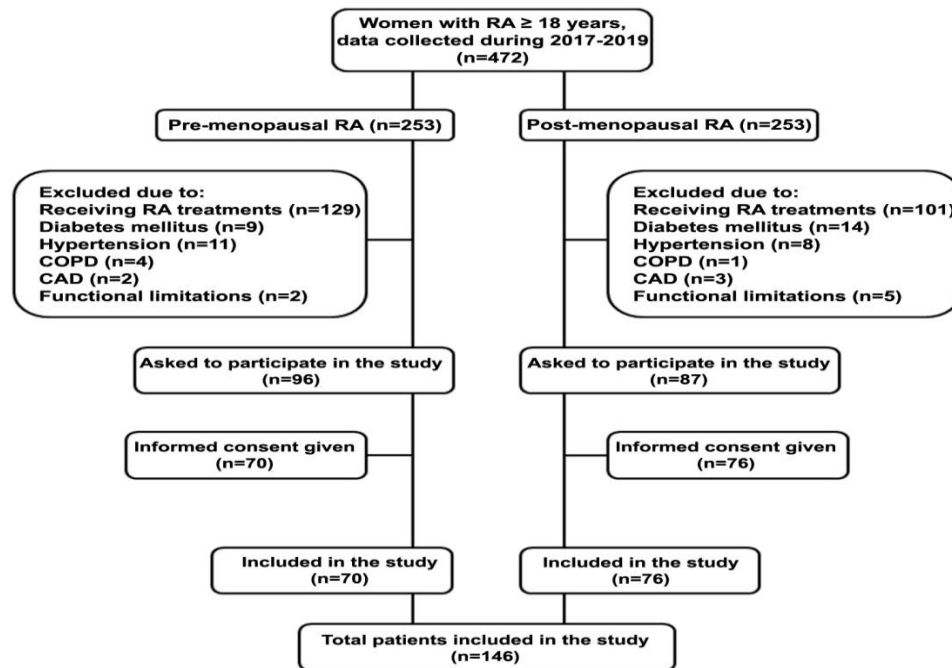 Women with RA ≥ 18 years,
data collected during 2017-2019
(n=472)
Pre-menopausal RA (n=253)
Post-menopausal RA (n=253)
Excluded due to:
Receiving RA treatments (n=129)
Diabetes mellitus (n=9)
Hypertension (n=11)
COPD (n=4)
CAD (n=2)
Functional limitations (n=2)
Excluded due to:
Receiving RA treatments (n=101)
Diabetes mellitus (n=14)
Hypertension (n=8)
COPD (n=1)
CAD (n=3)
Functional limitations (n=5)
Asked to participate in the study
(n=96)
Asked to participate in the study
(n=87)
Informed consent given
(n=70)
Informed consent given
(n=76)
Included in the study
(n=70)
Included in the study
(n=76)
Total patients included in the study
(n=146)